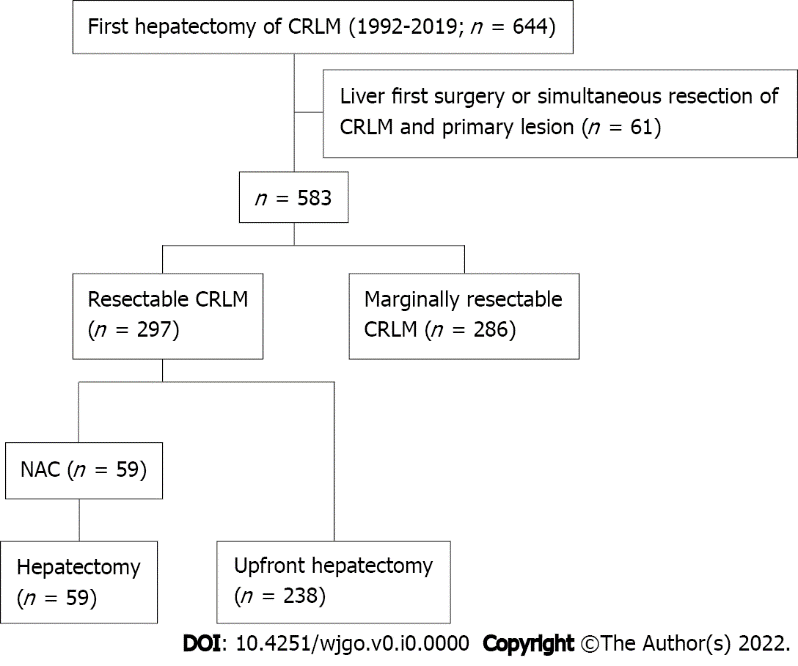 First hepatectomy of CRLM (1992-2019; n = 644)
Liver first surgery or simultaneous resection of
CRLM and primary lesion (n = 61)
n = 583
Resectable CRLM
(n = 297)
Marginally resectable
CRLM (n = 286)
NAC (n = 59)
Hepatectomy
(n = 59)
Upfront hepatectomy
(n = 238)
DOI: 10.4251/wjgo.v0.i0.0000 Copyright ©The Author(s) 2022.